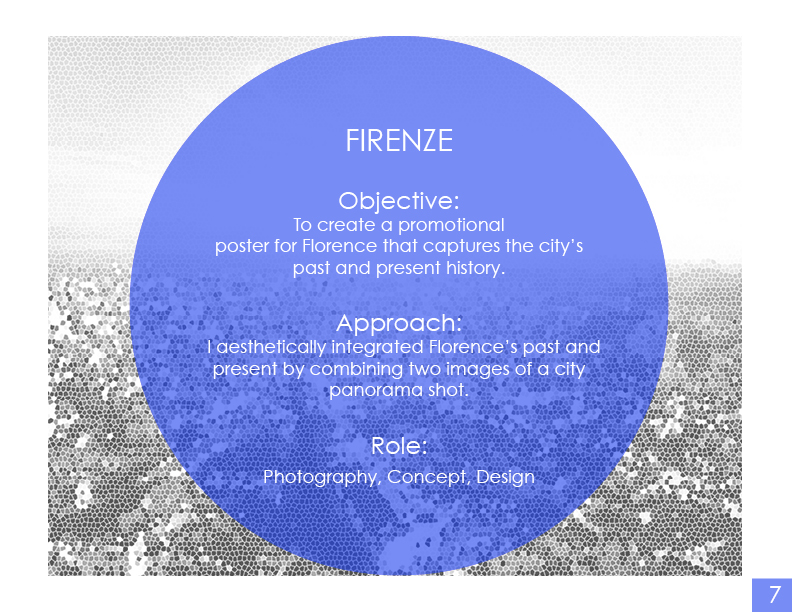 FIRENZE
Objective:
To create a promotional
poster for Florence that captures the city’s
past and present history.
Approach:
I aesthetically integrated Florence’s past and
present by combining two images of a city
panorama shot.
Role:
Photography, Concept, Design
7